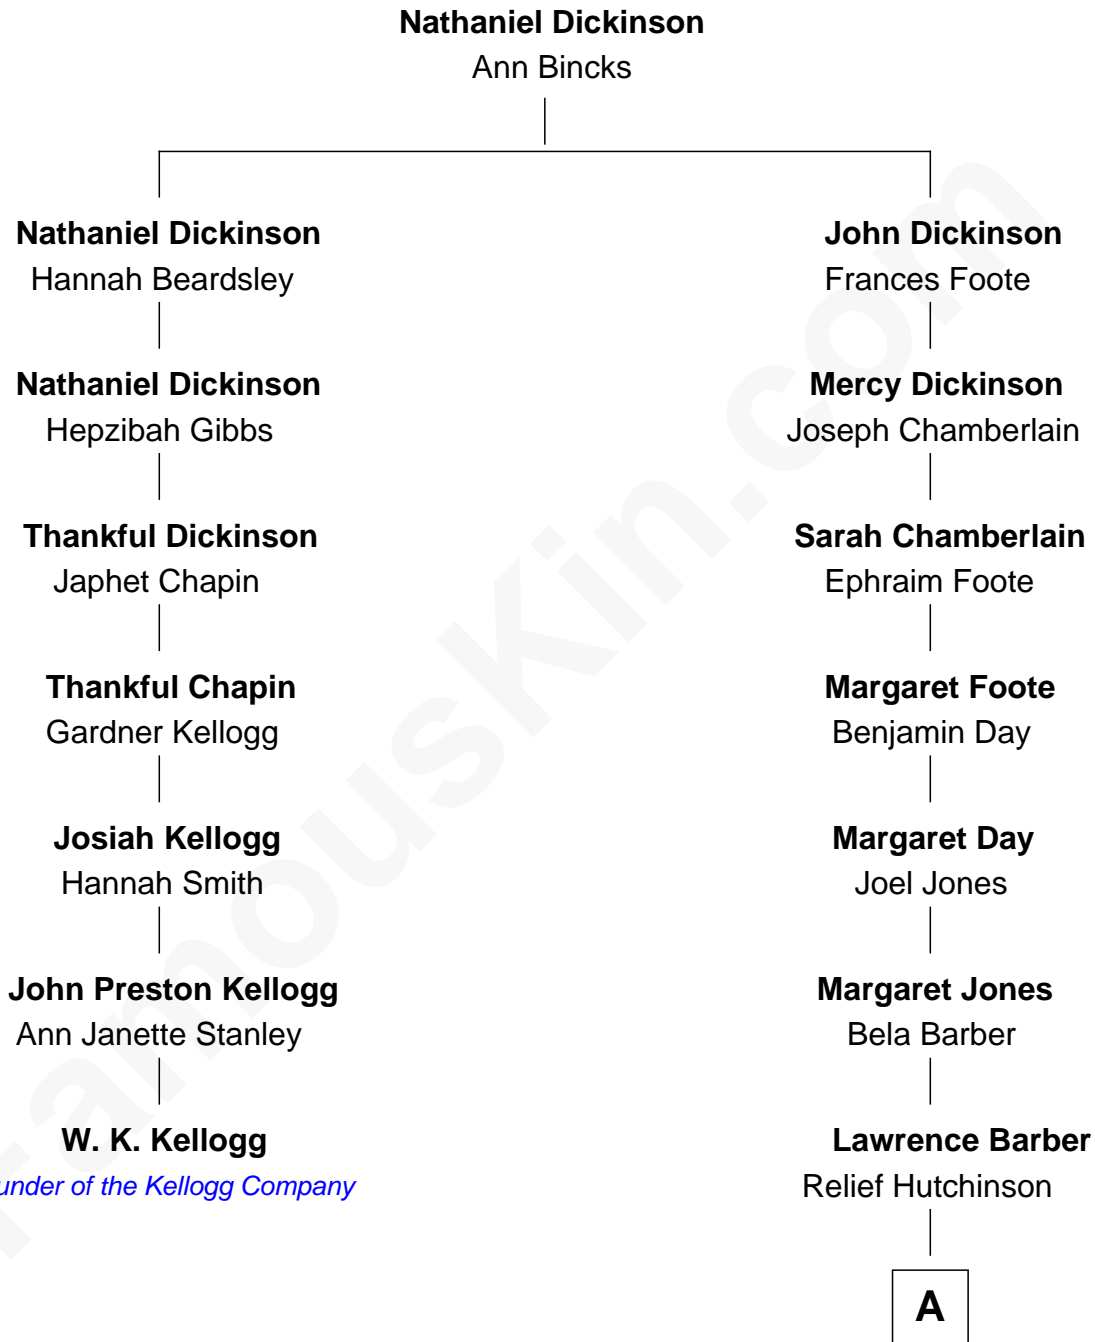 Nathaniel Dickinson
Ann Bincks
Nathaniel Dickinson
Hannah Beardsley
Nathaniel Dickinson
Hepzibah Gibbs
Thankful Dickinson
Japhet Chapin
Thankful Chapin
Gardner Kellogg
Josiah Kellogg
Hannah Smith
John Preston Kellogg
Ann Janette Stanley
W. K. Kellogg
under of the Kellogg Company
John Dickinson
Frances Foote
Mercy Dickinson
Joseph Chamberlain
Sarah Chamberlain
Ephraim Foote
Margaret Foote
Benjamin Day
Margaret Day
Joel Jones
Margaret Jones
Bela Barber
Lawrence Barber
Relief Hutchinson
A
FamousKin.com